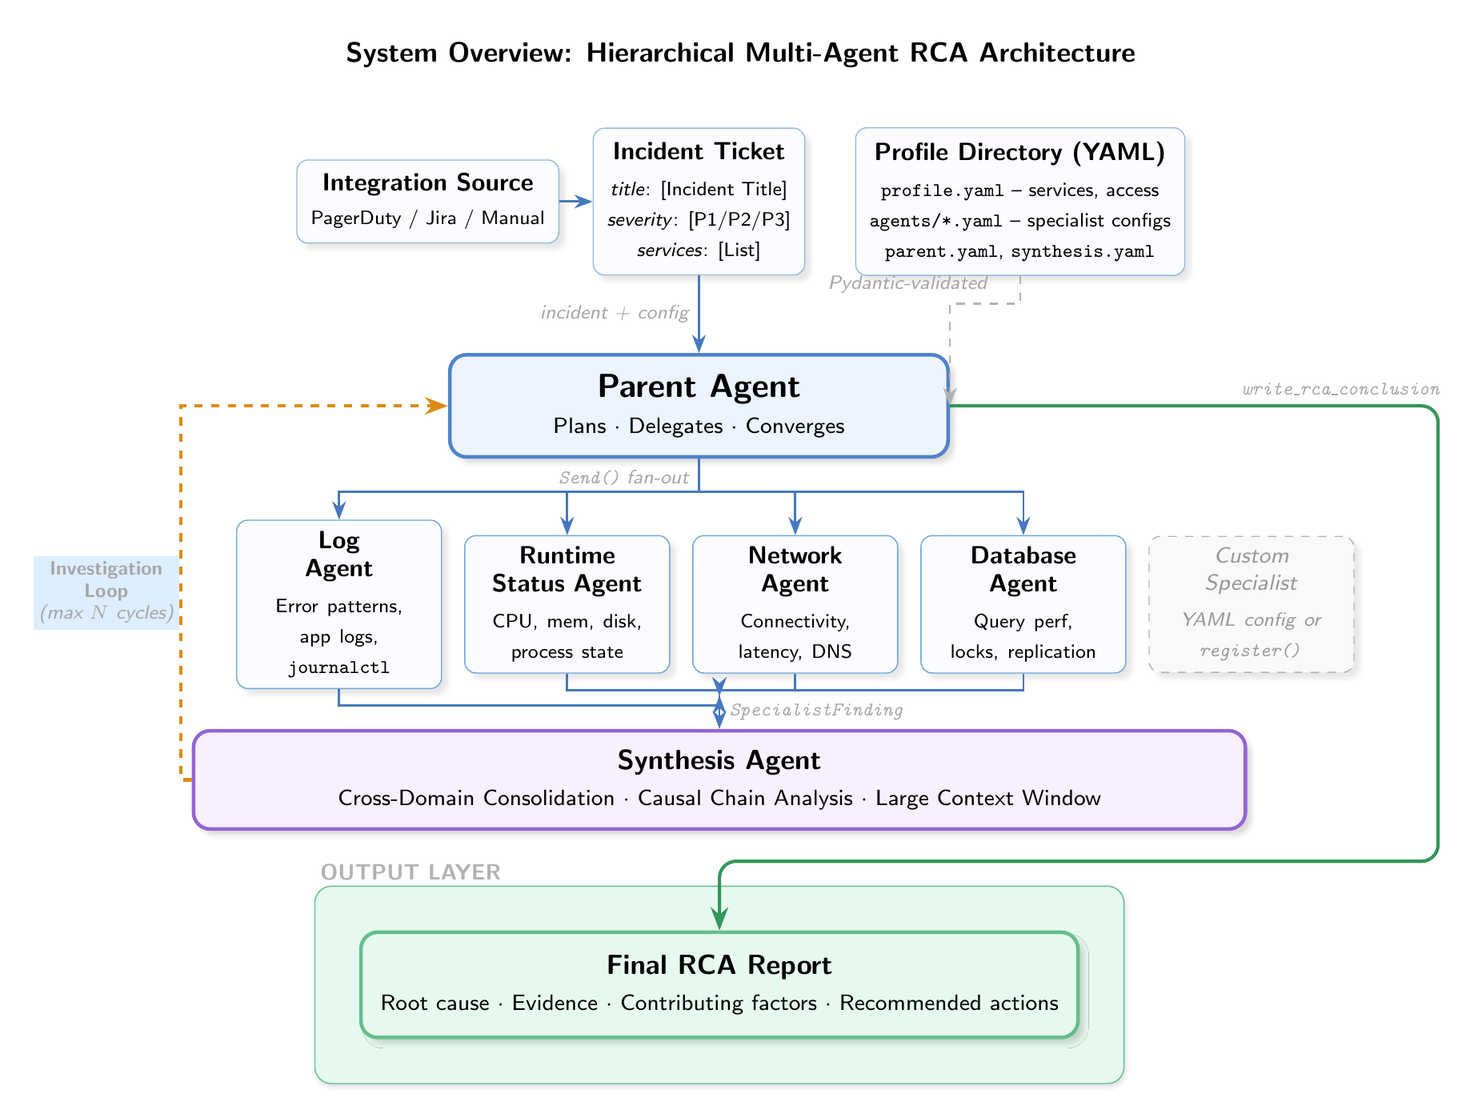 System Overview: Hierarchical Multi-Agent RCA Architecture
Integration Source
PagerDuty / Jira / Manual
Incident Ticket
title: [Incident Title]
severity: [P1/P2/P3]
services: [List]
Profile Directory (YAML)
profile.yaml – services, access
agents/*.yaml – specialist configs
parent.yaml, synthesis.yaml
Pydantic-validated
incident + config
Parent Agent
Plans · Delegates · Converges
write_rca_conclusion
Send() fan-out
Investigation
Loop
(max N cycles)
Log
Agent
Error patterns,
app logs,
journalctl
Runtime
Status Agent
CPU, mem, disk,
process state
Network
Agent
Connectivity,
latency, DNS
Database
Agent
Query perf,
locks, replication
Custom
Specialist
YAML config or
register()
SpecialistFinding
Synthesis Agent
Cross-Domain Consolidation · Causal Chain Analysis · Large Context Window
OUTPUT LAYER
Final RCA Report
Root cause · Evidence · Contributing factors · Recommended actions